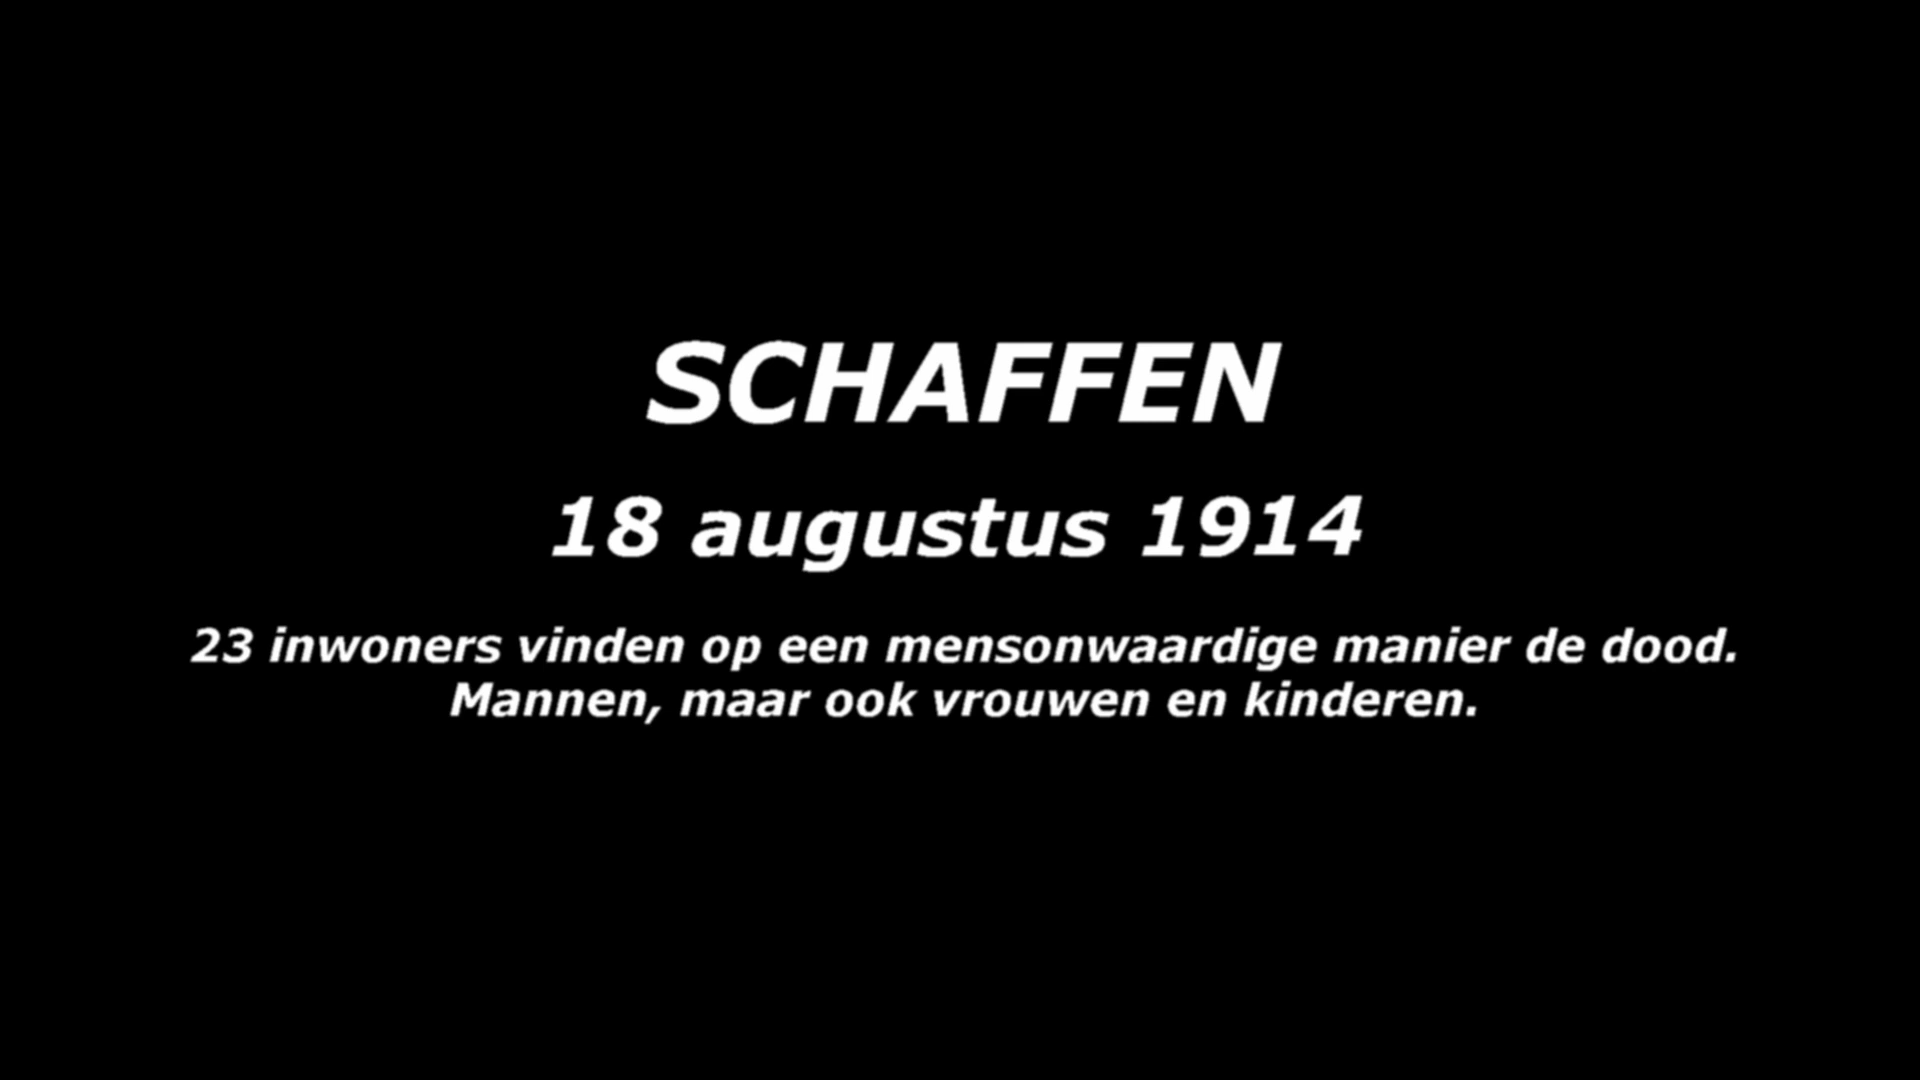 SCHAFFEN
18 augustus 1914
23 inwoners vinden op een mensonwaardige manier de dood.
Mannen, maar ook vrouwen en kinderen.